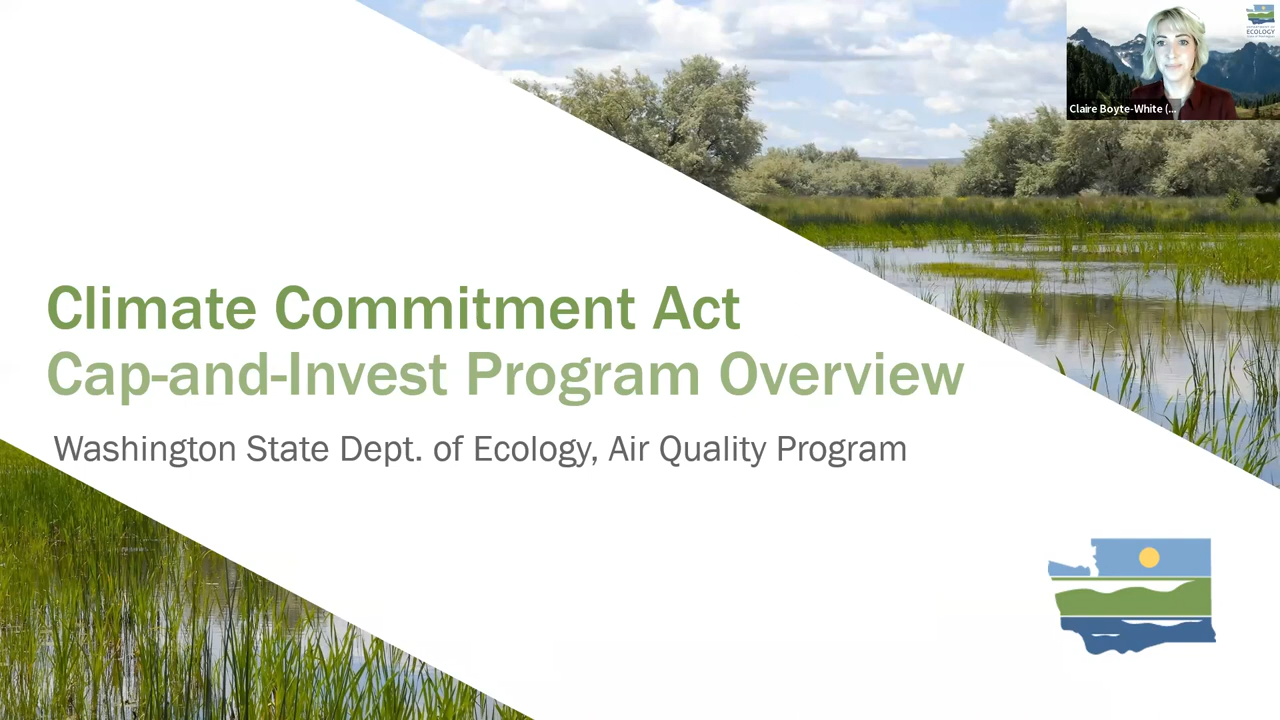 ECOLOGY
Claire Boyte-White (...
Climate Commitment Act
Cap-and-Invest Program Overview
Washington State Dept. of Ecology, Air Quality Program